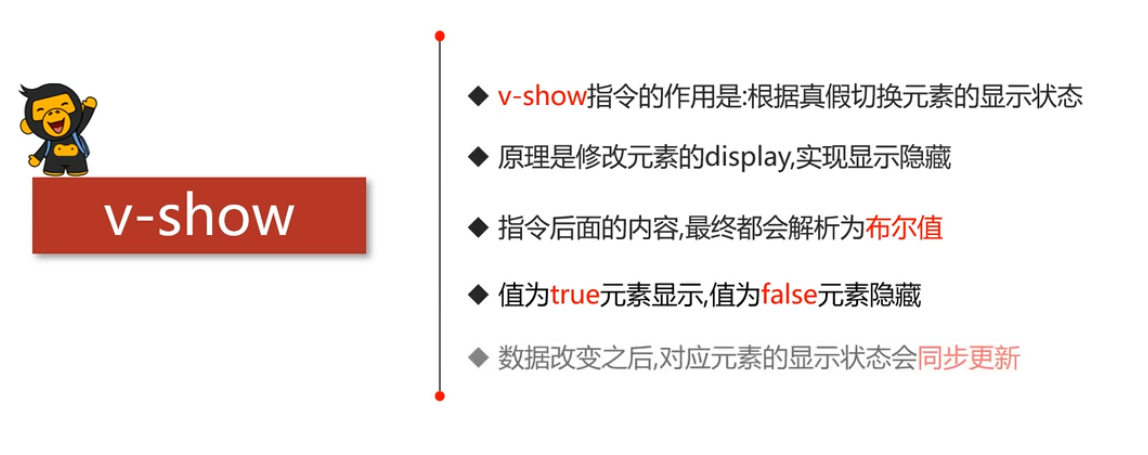 v-show
v-show指令的作用是:根据真假切换元素的显示状态
原理是修改元素的display,实现显示隐藏
指令后面的内容,最终都会解析为布尔值
值为true元素显示,值为false元素隐藏
数据改变之后,对应元素的显示状态会同步更新